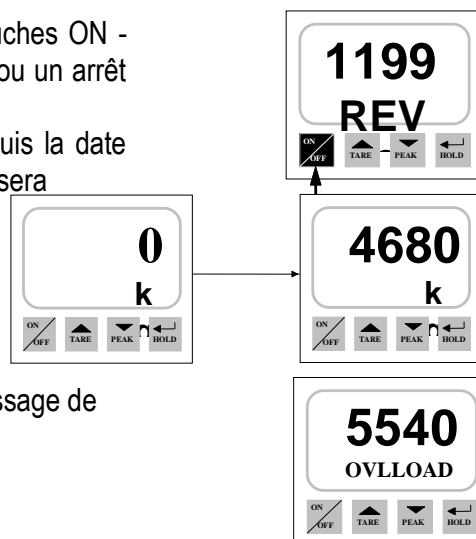 uches ON -
ou un arrêt
uis la date
sera
1199
REV
ON OFF TARE PEAK HOLD
0
k
ON OFF TARE PEAK HOLD
4680
k
ON OFF TARE PEAK HOLD
ssage de
5540
OVLLOAD
ON OFF TARE PEAK HOLD